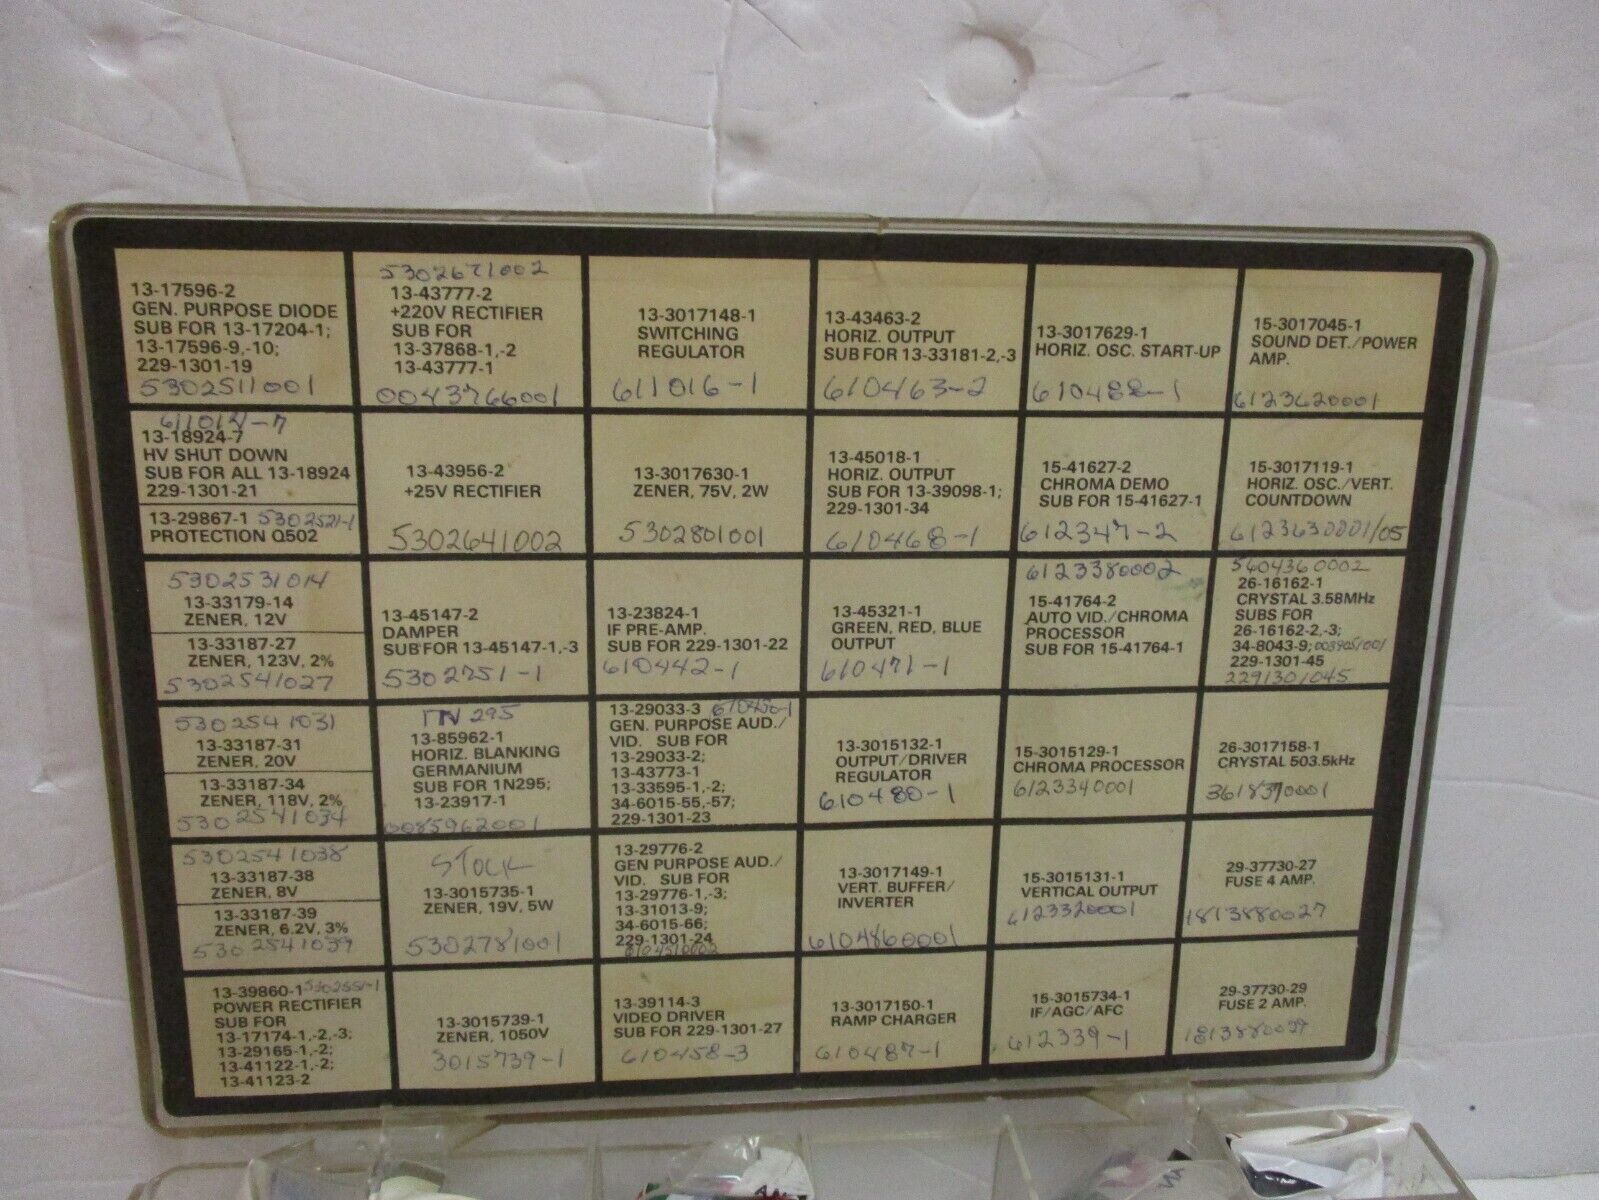 13-17596-2
GEN. PURPOSE DIODE
SUB FOR 13-17204-1;
13-17596-9,-10;
229-1301-19
5302511001
5302671002
13-43777-2
+220V RECTIFIER
SUB FOR
13-37868-1,-2
13-43777-1
0043766001
13-3017148-1
SWITCHING
REGULATOR
611016-1
13-43463-2
HORIZ. OUTPUT
SUB FOR 13-33181-2,-3
610463-2
13-3017629-1
HORIZ. OSC. START-UP
610488-1
15-3017045-1
SOUND DET./POWER
AMP.
6123620001
611014-7
13-18924-7
HV SHUT DOWN
SUB FOR ALL 13-18924
229-1301-21
13-29867-1 5302521-1
PROTECTION Q502
13-43956-2
+25V RECTIFIER
5302641002
13-3017630-1
ZENER, 75V, 2W
5302801001
13-45018-1
HORIZ. OUTPUT
SUB FOR 13-39098-1;
229-1301-34
610468-1
15-41627-2
CHROMA DEMO
SUB FOR 15-41627-1
612347-2
15-3017119-1
HORIZ. OSC./VERT.
COUNTDOWN
6123630001/05
5302531014
13-33179-14
ZENER, 12V
13-33187-27
ZENER, 123V, 2%
5302541027
13-45147-2
DAMPER
SUB FOR 13-45147-1,-3
5302751-1
13-23824-1
IF PRE-AMP.
SUB FOR 229-1301-22
610442-1
13-45321-1
GREEN, RED, BLUE
OUTPUT
610471-1
6123380002
15-41764-2
AUTO VID./CHROMA
PROCESSOR
SUB FOR 15-41764-1
5604360002
26-16162-1
CRYSTAL 3.58MHz
SUBS FOR
26-16162-2,-3;
34-8043-9;
229-1301-45
2291301045
5302541031
13-33187-31
ZENER, 20V
13-33187-34
ZENER, 118V, 2%
5302541034
1N 295
13-85962-1
HORIZ. BLANKING
GERMANIUM
SUB FOR 1N295;
13-23917-1
0085962001
13-29033-3 610450-1
GEN. PURPOSE AUD./
VID. SUB FOR
13-29033-2;
13-43773-1
13-33595-1,-2;
34-6015-55,-57;
229-1301-23
13-3015132-1
OUTPUT/DRIVER
REGULATOR
610480-1
15-3015129-1
CHROMA PROCESSOR
6123340001
26-3017158-1
CRYSTAL 503.5kHz
3618370001
5302541038
13-33187-38
ZENER, 8V
13-33187-39
ZENER, 6.2V, 3%
5302541039
STOCK
13-3015735-1
ZENER, 19V, 5W
5302781001
13-29776-2
GEN PURPOSE AUD./
VID. SUB FOR
13-29776-1,-3;
13-31013-9;
34-6015-66;
229-1301-24
6104510002
13-3017149-1
VERT. BUFFER/
INVERTER
6104860001
15-3015131-1
VERTICAL OUTPUT
6123320001
29-37730-27
FUSE 4 AMP.
1813880027
13-39860-1 5302551-1
POWER RECTIFIER
SUB FOR
13-17174-1,-2,-3;
13-29165-1,-2;
13-41122-1,-2;
13-41123-2
13-3015739-1
ZENER, 1050V
3015739-1
13-39114-3
VIDEO DRIVER
SUB FOR 229-1301-27
610458-3
13-3017150-1
RAMP CHARGER
610487-1
15-3015734-1
IF/AGC/AFC
612339-1
29-37730-29
FUSE 2 AMP.
1813880029